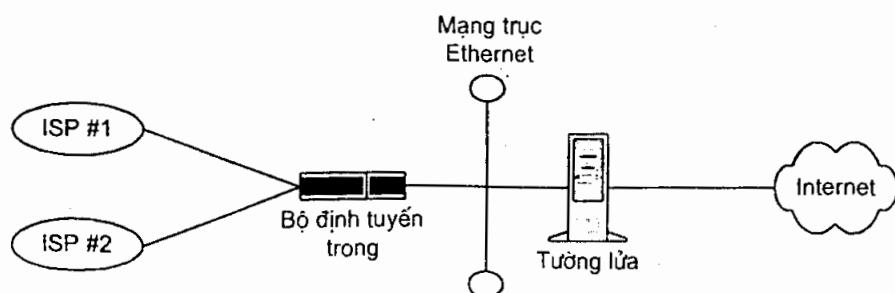 Mạng trục
Ethernet
ISP #1
Internet
Bộ định tuyến
trong
ISP #2
Tường lửa